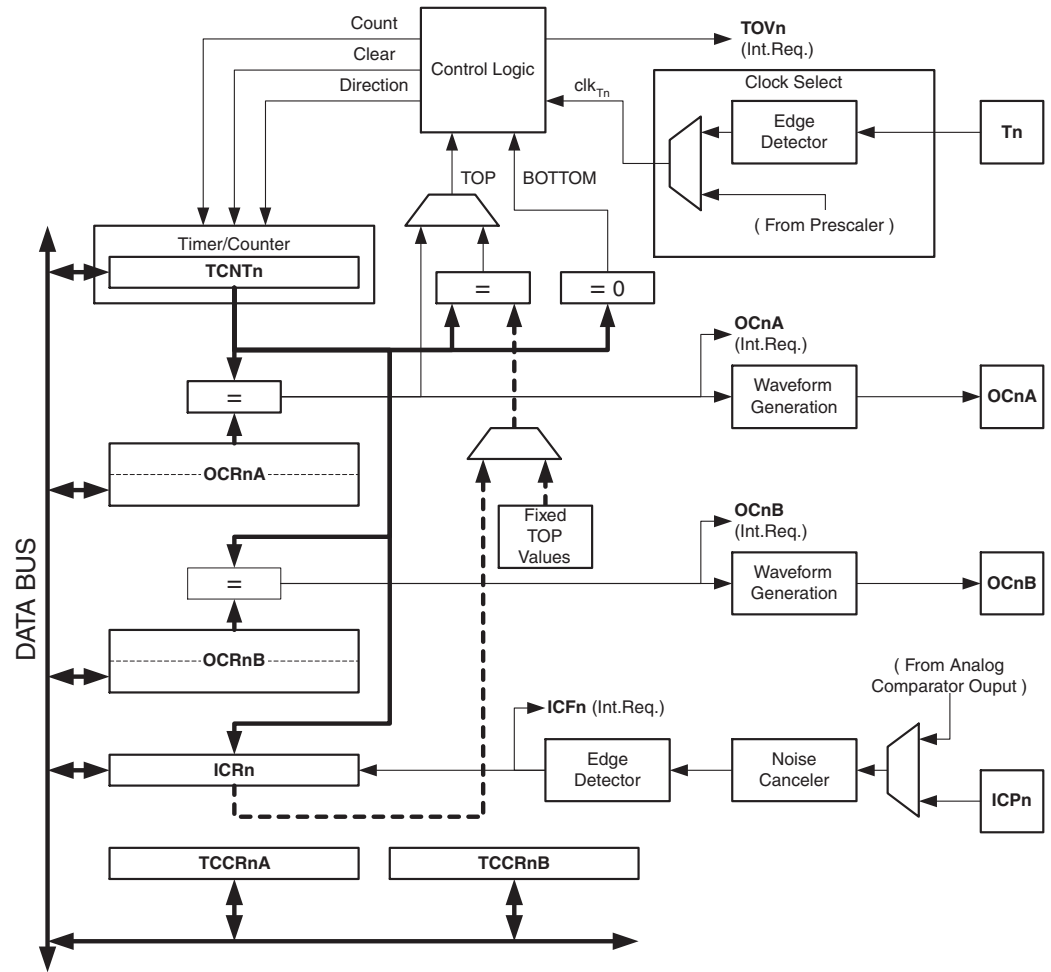 Count
Clear
Direction
Control Logic
TOVn
(Int.Req.)
clkTn
Clock Select
Edge
Detector
Tn
( From Prescaler )
TOP
BOTTOM
Timer/Counter
TCNTn
=
= 0
OCnA
(Int.Req.)
=
Waveform
Generation
OCnA
OCRnA
Fixed
TOP
Values
OCnB
(Int.Req.)
=
Waveform
Generation
OCnB
OCRnB
DATA BUS
( From Analog
Comparator Ouput )
ICFn (Int.Req.)
ICRn
Edge
Detector
Noise
Canceler
ICPn
TCCRnA
TCCRnB